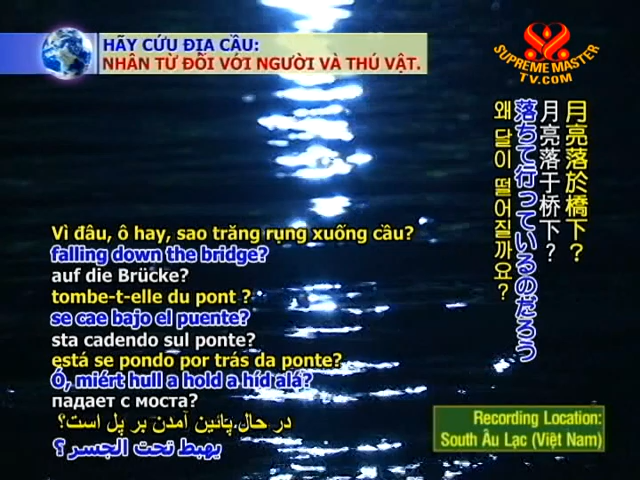 HÃY CỨU ĐỊA CẦU:
NHÂN TỪ ĐỐI VỚI NGƯỜI VÀ THÚ VẬT.
SUPREME MASTER
TV.COM
月亮落於橋下？
月亮落于桥下？
落ちて行っているのだろう
왜 달이 떨어질까요?
Vì đâu, ô hay, sao trăng rụng xuống cầu?
falling down the bridge?
auf die Brücke?
tombe-t-elle du pont ?
se cae bajo el puente?
sta cadendo sul ponte?
está se pondo por trás da ponte?
Ó, miért hull a hold a híd alá?
падает с моста?
در حال پائین آمدن بر پل است؟
يهبط تحت الجسر ؟
Recording Location:
South Âu Lạc (Việt Nam)